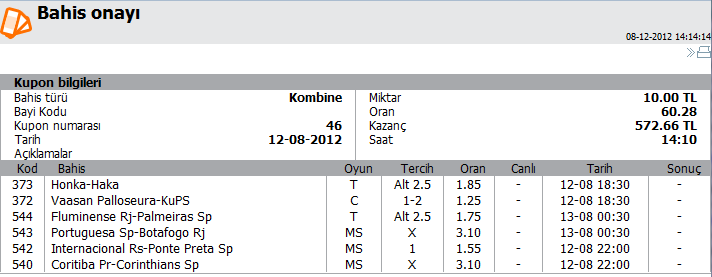 Bahis onayı
08-12-2012 14:14:14
Kupon bilgileri
Bahis türü Kombine Miktar 10.00 TL
Bayi Kodu Oran 60.28
Kupon numarası 46 Kazanç 572.66 TL
Tarih 12-08-2012 Saat 14:10
Açıklamalar
Kod Bahis Oyun Tercih Oran Canlı Tarih Sonuç
373 Honka-Haka T Alt 2.5 1.85 - 12-08 18:30 -
372 Vaasan Palloseura-KuPS C 1-2 1.25 - 12-08 18:30 -
544 Fluminense Rj-Palmeiras Sp T Alt 2.5 1.75 - 13-08 00:30 -
543 Portuguesa Sp-Botafogo Rj MS X 3.10 - 13-08 00:30 -
542 Internacional Rs-Ponte Preta Sp MS 1 1.55 - 12-08 22:00 -
540 Coritiba Pr-Corinthians Sp MS X 3.10 - 12-08 22:00 -